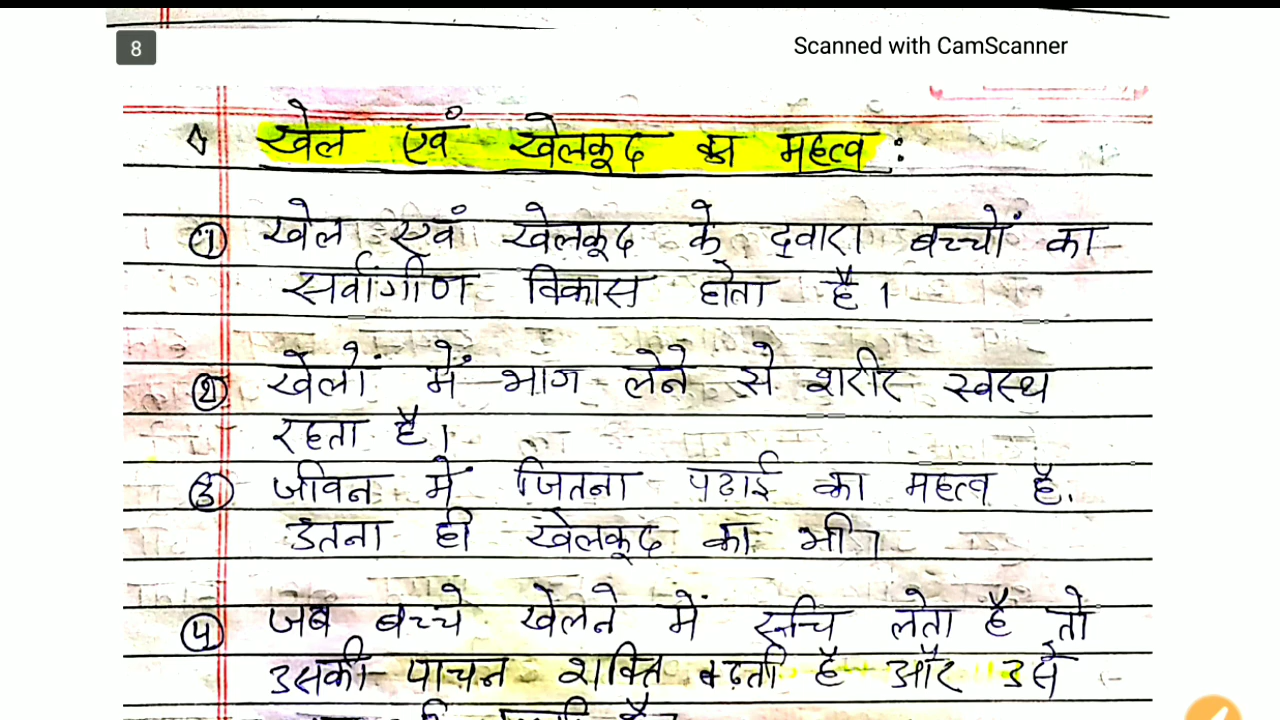 8
Scanned with CamScanner
खेल एवं खेलकूद का महत्व :
① खेल एवं खेलकूद के द्वारा बच्चों का
सर्वांगीण विकास होता है।
② खेलों में भाग लेने से शरीर स्वस्थ
रहता है।
③ जीवन में जितना पढाई का महत्व है.
उतना ही खेलकूद का भी।
④ जब बच्चे खेलने में रूचि लेता है तो
उसकी पाचन शक्ति बढ़ती है और उसे